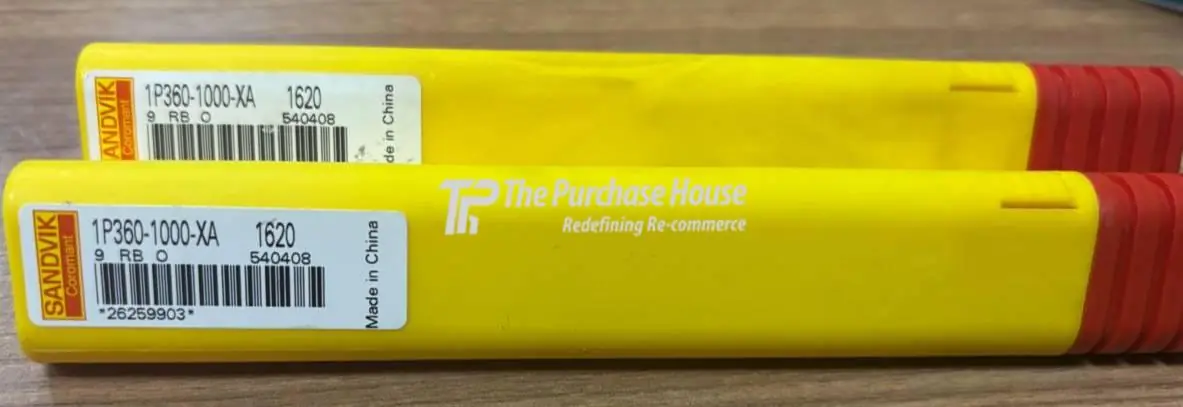 SANDVIK
Coromant
1P360-1000-XA 1620
9 RB O 540408
Made in China
The Purchase House
Redefining Re-commerce
SANDVIK
Coromant
1P360-1000-XA 1620
9 RB O 540408
*26259903*
Made in China